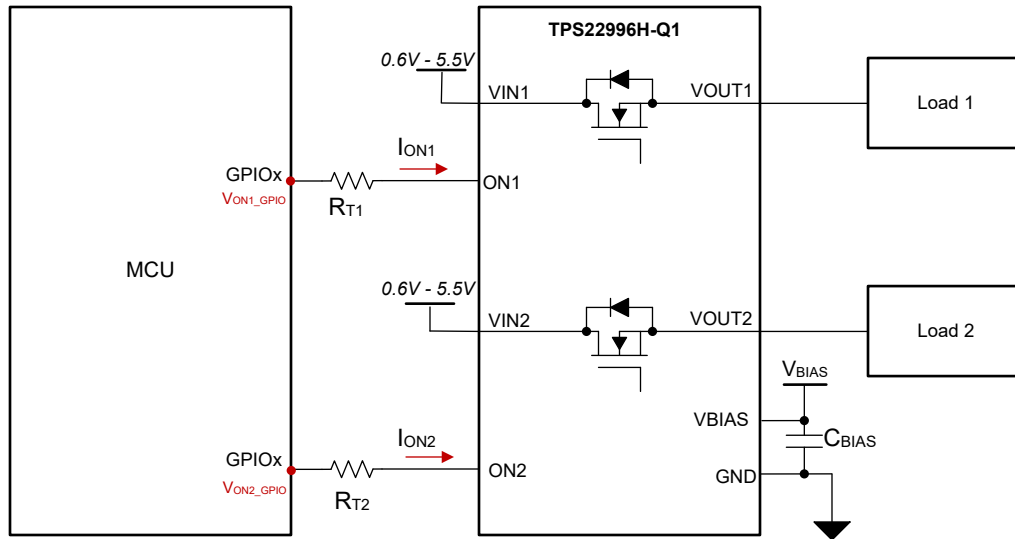 TPS22996H-Q1
0.6V - 5.5V
VIN1
VOUT1
Load 1
GPIOx
VON1_GPIO
RT1
ION1
ON1
MCU
0.6V - 5.5V
VIN2
VOUT2
Load 2
VBIAS
VBIAS
CBIAS
GND
GPIOx
VON2_GPIO
RT2
ION2
ON2